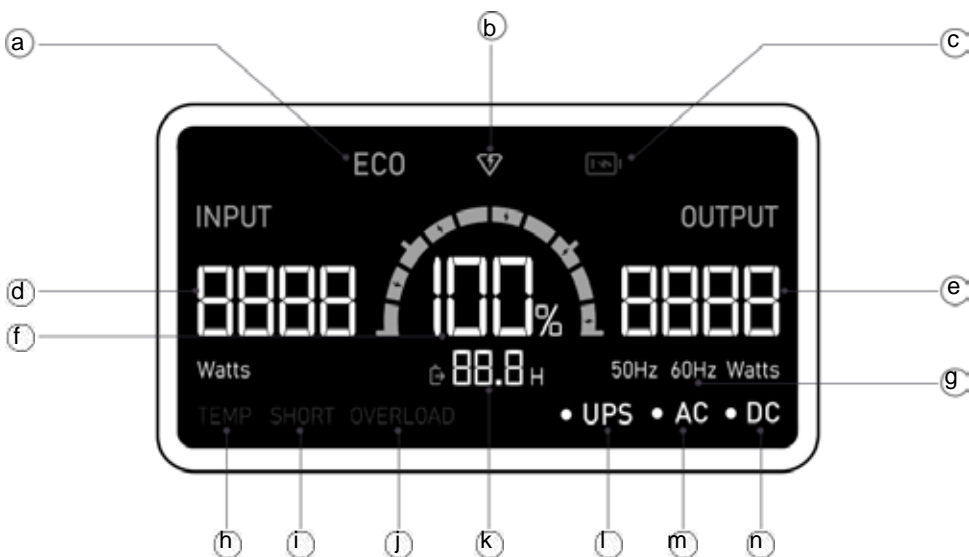 a b c
ECO
INPUT OUTPUT
d 8888 100% 8888 e
f
Watts 88.8 H 50Hz 60Hz Watts g
TEMP SHORT OVERLOAD • UPS • AC • DC
h i j k l m n